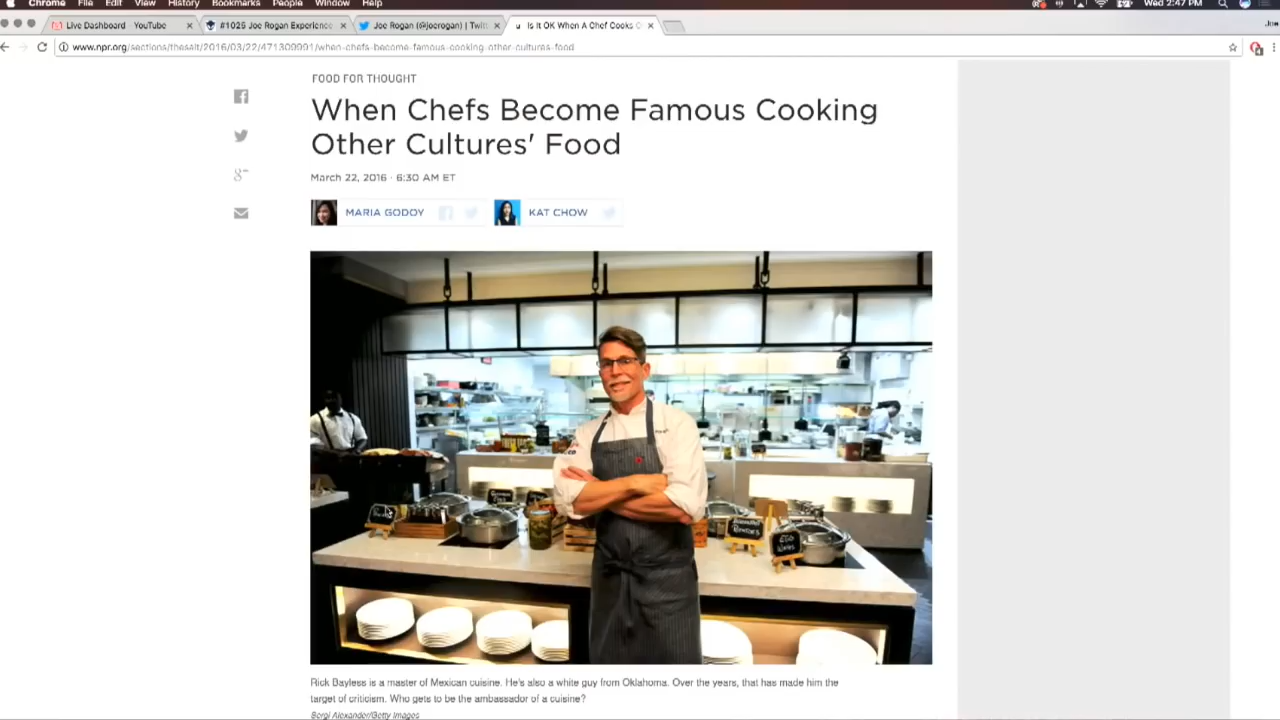 Chrome File Edit View History Bookmarks People Window Help Wed 2:47 PM
Live Dashboard YouTube
#1025 Joe Rogan Experience
Joe Rogan (@joerogan) | Twitt
Is It OK When A Chef Cooks
Joe
www.npr.org/sections/thesalt/2016/03/22/471309991/when-chefs-become-famous-cooking-other-cultures-food
FOOD FOR THOUGHT
When Chefs Become Famous Cooking
Other Cultures' Food
March 22, 2016 · 6:30 AM ET
MARIA GODOY
KAT CHOW
EGG
Rick Bayless is a master of Mexican cuisine. He's also a white guy from Oklahoma. Over the years, that has made him the
target of criticism. Who gets to be the ambassador of a cuisine?
Sergi Alexander/Getty Images